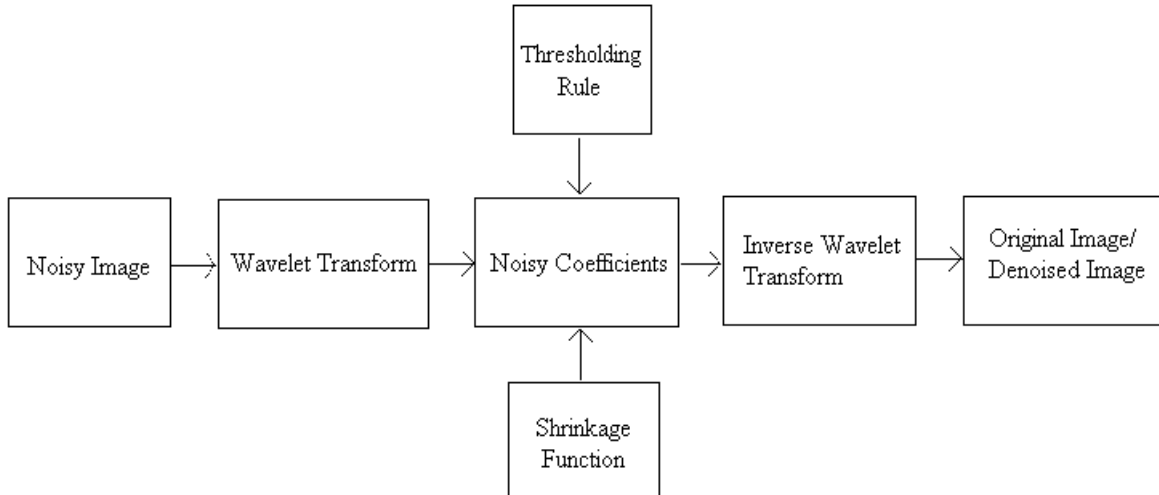 Thresholding
Rule
Noisy Image
Wavelet Transform
Noisy Coefficients
Inverse Wavelet
Transform
Original Image/
Denoised Image
Shrinkage
Function